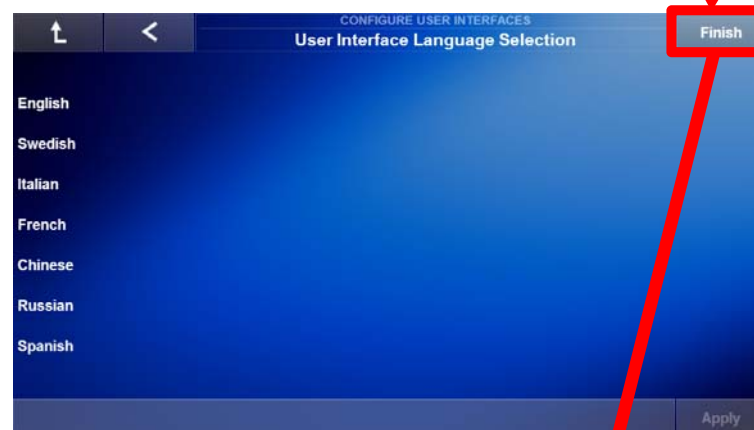 CONFIGURE USER INTERFACES
User Interface Language Selection
Finish
English
Swedish
Italian
French
Chinese
Russian
Spanish
Apply